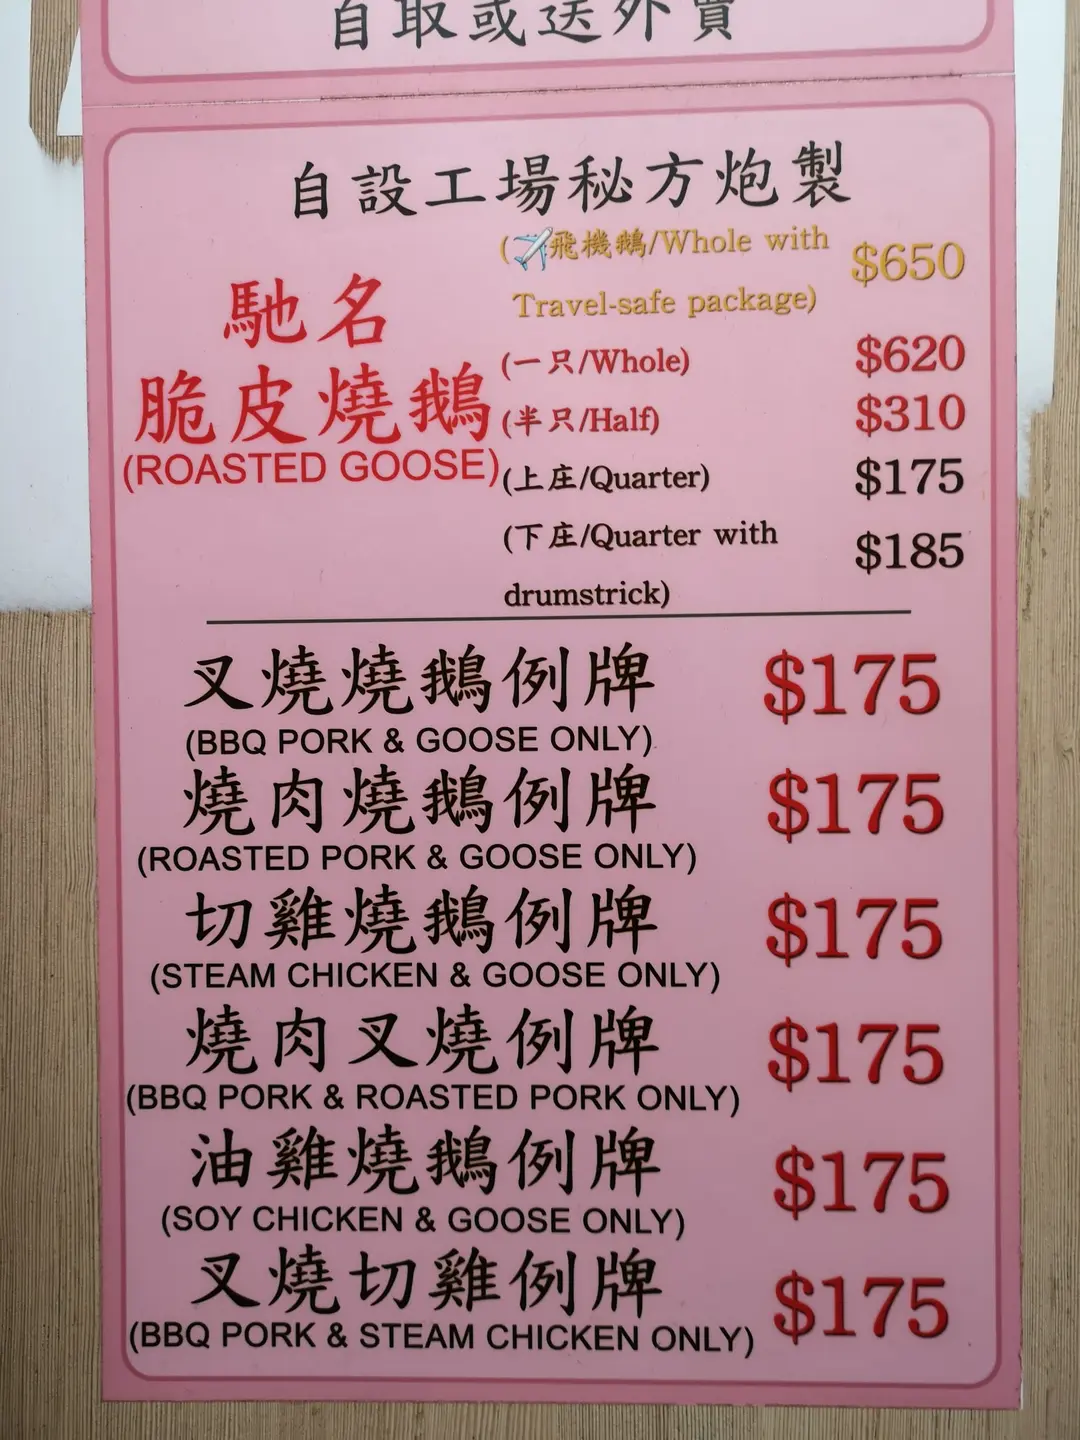 自取或送外賣
自設工場秘方炮製
馳名
脆皮燒鵝
(ROASTED GOOSE)
(✈飛機鵝/Whole with
Travel-safe package) $650
(一只/Whole) $620
(半只/Half) $310
(上庄/Quarter) $175
(下庄/Quarter with
drumstrick) $185
叉燒燒鵝例牌 $175
(BBQ PORK & GOOSE ONLY)
燒肉燒鵝例牌 $175
(ROASTED PORK & GOOSE ONLY)
切雞燒鵝例牌 $175
(STEAM CHICKEN & GOOSE ONLY)
燒肉叉燒例牌 $175
(BBQ PORK & ROASTED PORK ONLY)
油雞燒鵝例牌 $175
(SOY CHICKEN & GOOSE ONLY)
叉燒切雞例牌 $175
(BBQ PORK & STEAM CHICKEN ONLY)